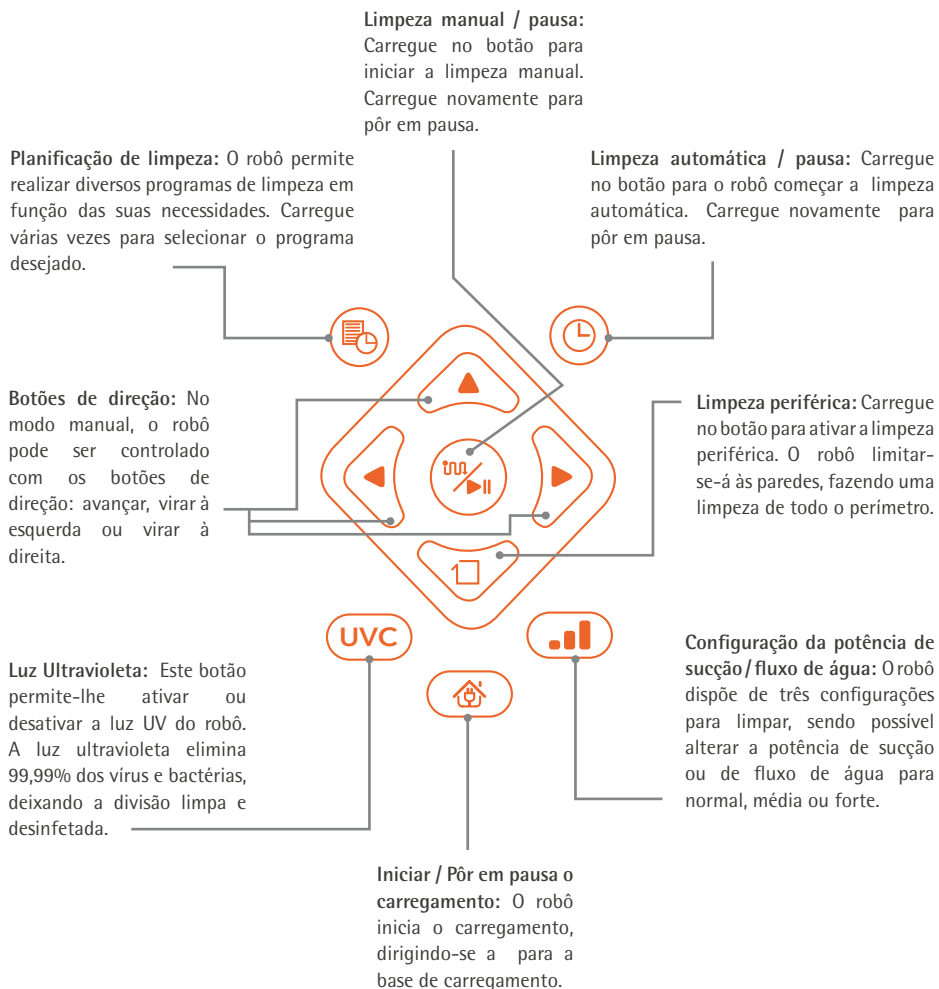 Limpeza manual / pausa:
Carregue no botão para
iniciar a limpeza manual.
Carregue novamente para
pôr em pausa.
Planificação de limpeza: O robô permite
realizar diversos programas de limpeza em
função das suas necessidades. Carregue
várias vezes para selecionar o programa
desejado.
Limpeza automática / pausa: Carregue
no botão para o robô começar a limpeza
automática. Carregue novamente para
pôr em pausa.
Botões de direção: No
modo manual, o robô
pode ser controlado
com os botões de
direção: avançar, virar à
esquerda ou virar à
direita.
Limpeza periférica: Carregue
no botão para ativar a limpeza
periférica. O robô limitar-
se-á às paredes, fazendo uma
limpeza de todo o perímetro.
UVC
Luz Ultravioleta: Este botão
permite-lhe ativar ou
desativar a luz UV do robô.
A luz ultravioleta elimina
99,99% dos vírus e bactérias,
deixando a divisão limpa e
desinfetada.
Configuração da potência de
sucção / fluxo de água: O robô
dispõe de três configurações
para limpar, sendo possível
alterar a potência de sucção
ou de fluxo de água para
normal, média ou forte.
Iniciar / Pôr em pausa o
carregamento: O robô
inicia o carregamento,
dirigindo-se a para a
base de carregamento.